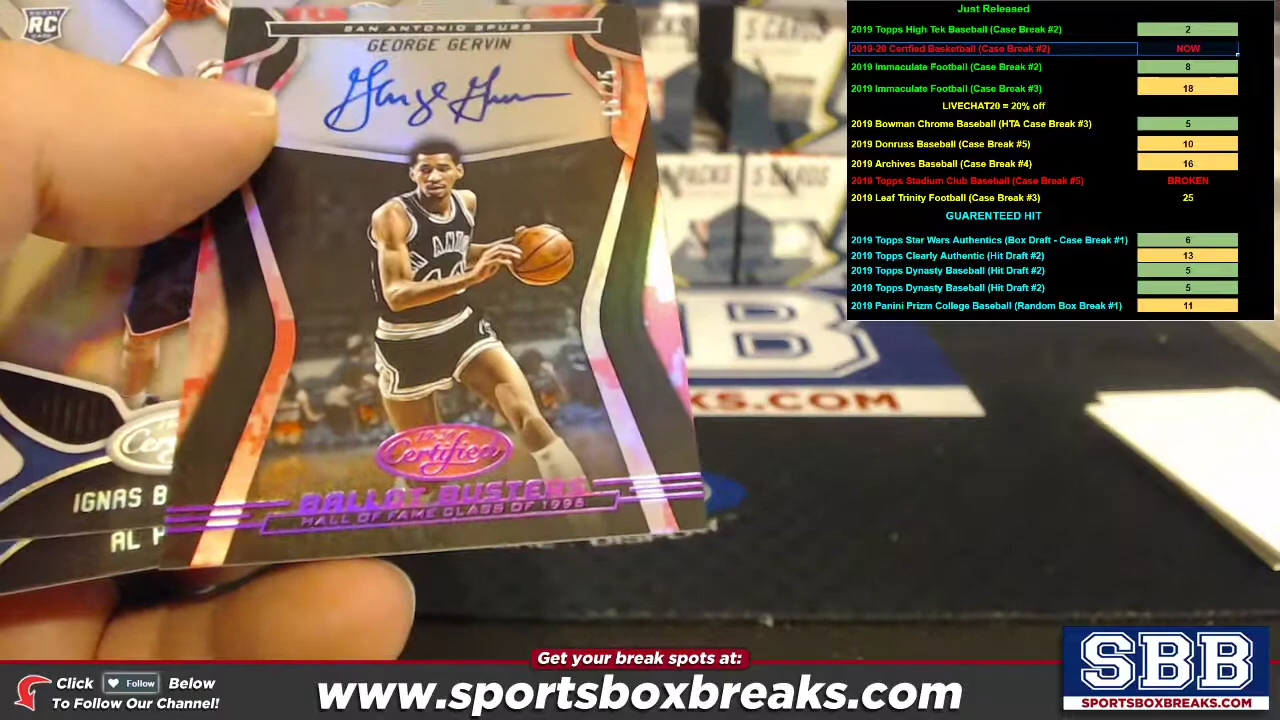 RC
SAN ANTONIO SPURS
GEORGE GERVIN
Certified
BALLOT BUSTERS
HALL OF FAME CLASS OF 1996
IGNAS B
AL H
PACKS 5 CARDS
B
KS.COM
Just Released
2019 Topps High Tek Baseball (Case Break #2) 2
2019-20 Certfied Basketball (Case Break #2) NOW
2019 Immaculate Football (Case Break #2) 8
2019 Immaculate Football (Case Break #3) 18
LIVECHAT20 = 20% off
2019 Bowman Chrome Baseball (HTA Case Break #3) 5
2019 Donruss Baseball (Case Break #5) 10
2019 Archives Baseball (Case Break #4) 16
2019 Topps Stadium Club Baseball (Case Break #5) BROKEN
2019 Leaf Trinity Football (Case Break #3) 25
GUARENTEED HIT
2019 Topps Star Wars Authentics (Box Draft - Case Break #1) 6
2019 Topps Clearly Authentic (Hit Draft #2) 13
2019 Topps Dynasty Baseball (Hit Draft #2) 5
2019 Topps Dynasty Baseball (Hit Draft #2) 5
2019 Panini Prizm College Baseball (Random Box Break #1) 11
Get your break spots at:
www.sportsboxbreaks.com
Click Follow Below
To Follow Our Channel!
SBB
SPORTSBOXBREAKS.COM